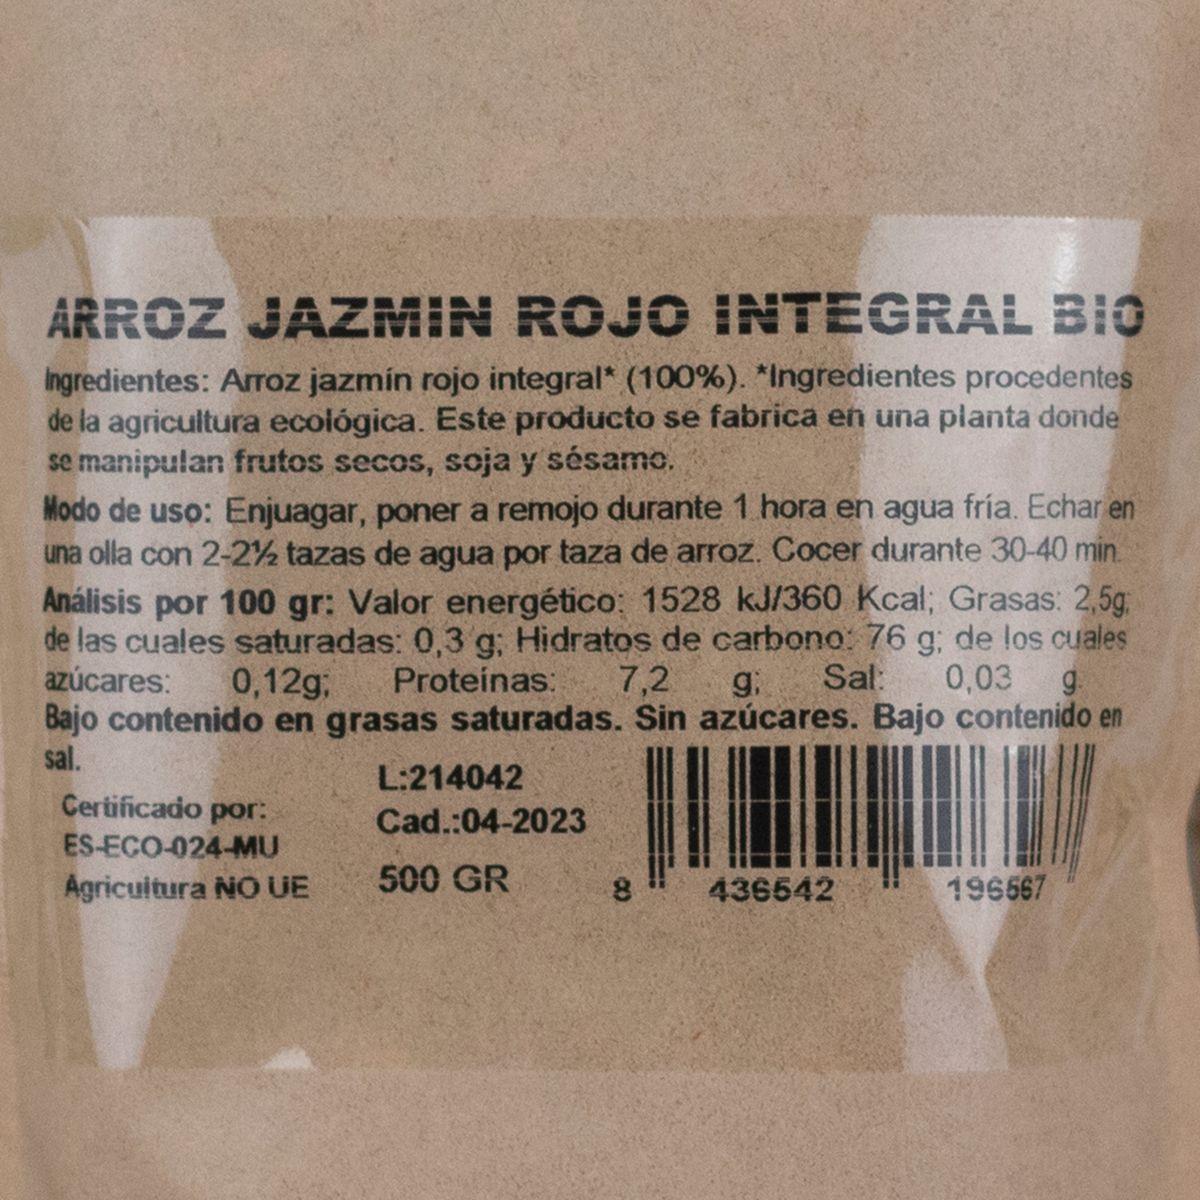 ARROZ JAZMIN ROJO INTEGRAL BIO
Ingredientes: Arroz jazmín rojo integral* (100%). *Ingredientes procedentes
de la agricultura ecológica. Este producto se fabrica en una planta donde
se manipulan frutos secos, soja y sésamo.
Modo de uso: Enjuagar, poner a remojo durante 1 hora en agua fría. Echar en
una olla con 2-2½ tazas de agua por taza de arroz. Cocer durante 30-40 min.
Análisis por 100 gr: Valor energético: 1528 kJ/360 Kcal; Grasas: 2,5g;
de las cuales saturadas: 0,3 g; Hidratos de carbono: 76 g; de los cuales
azúcares: 0,12g; Proteínas: 7,2 g; Sal: 0,03 g.
Bajo contenido en grasas saturadas. Sin azúcares. Bajo contenido en
sal.
L:214042
Certificado por:
Cad.:04-2023
ES-ECO-024-MU
Agricultura NO UE
500 GR
8 436542 196567